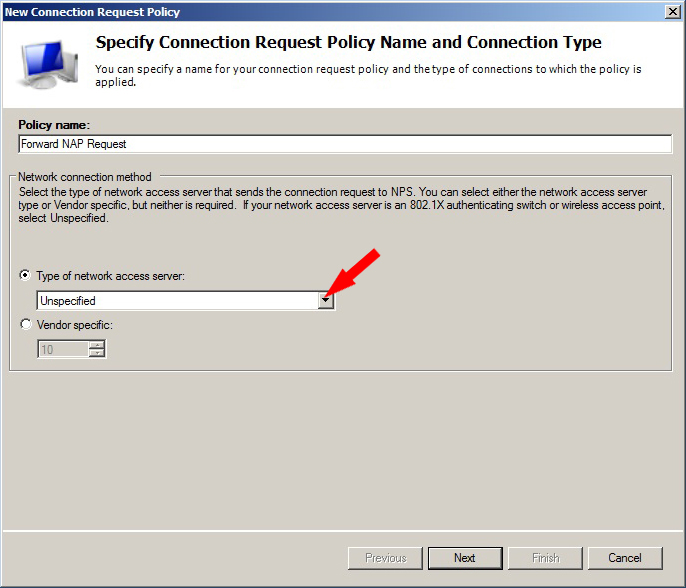 New Connection Request Policy
Specify Connection Request Policy Name and Connection Type
You can specify a name for your connection request policy and the type of connections to which the policy is
applied.
Policy name:
Forward NAP Request
Network connection method
Select the type of network access server that sends the connection request to NPS. You can select either the network access server
type or Vendor specific, but neither is required.  If your network access server is an 802.1X authenticating switch or wireless access point,
select Unspecified.
Type of network access server:
Unspecified
Vendor specific:
10
Previous
Next
Finish
Cancel